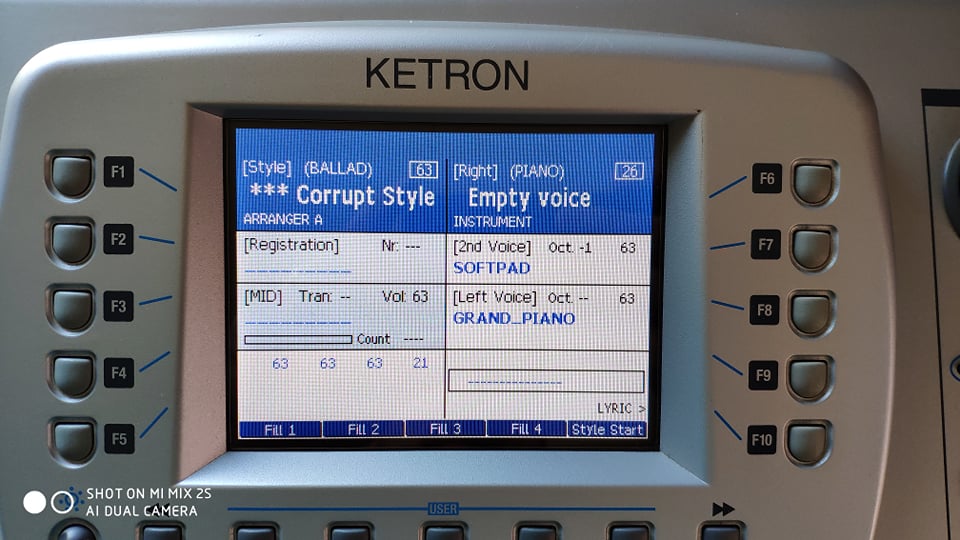 KETRON
F1
F2
F3
F4
F5
F6
F7
F8
F9
F10
[Style] (BALLAD) 63
*** Corrupt Style
ARRANGER A
[Right] (PIANO) 26
Empty voice
INSTRUMENT
[Registration] Nr: ---
----------
[2nd Voice] Oct. -1 63
SOFTPAD
[MID] Tran: -- Vol: 63
----------
Count ----
[Left Voice] Oct. -- 63
GRAND_PIANO
63 63 63 21
---------------
LYRIC >
Fill 1 Fill 2 Fill 3 Fill 4 Style Start
USER
SHOT ON MI MIX 2S
AI DUAL CAMERA